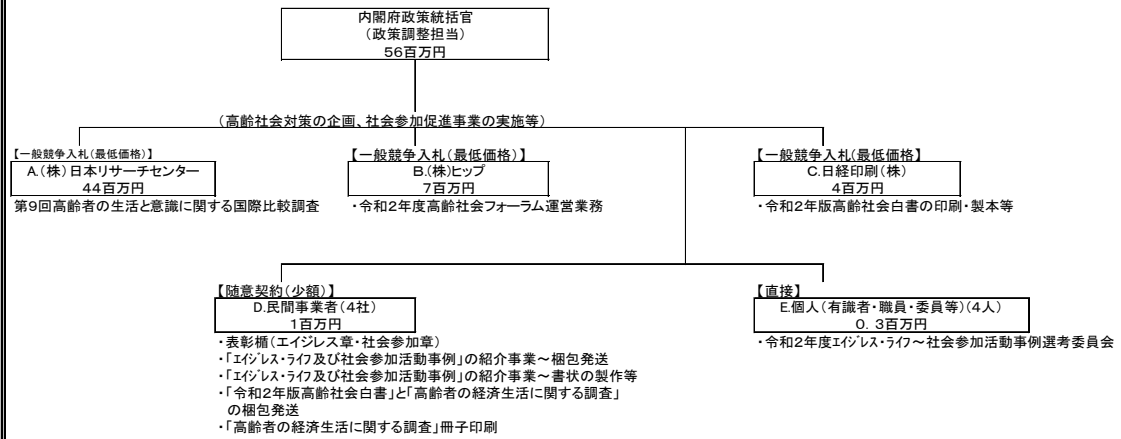 内閣府政策統括官
(政策調整担当)
56百万円
(高齢社会対策の企画、社会参加促進事業の実施等)
【一般競争入札(最低価格)】
A.(株)日本リサーチセンター
44百万円
第9回高齢者の生活と意識に関する国際比較調査
【一般競争入札(最低価格)】
B.(株)ヒップ
7百万円
・令和2年度高齢社会フォーラム運営業務
【一般競争入札(最低価格】
C.日経印刷(株)
4百万円
・令和2年版高齢社会白書の印刷・製本等
【随意契約(少額)】
D.民間事業者(4社)
1百万円
・表彰楯(エイジレス章・社会参加章)
・「エイジレス・ライフ及び社会参加活動事例」の紹介事業～梱包発送
・「エイジレス・ライフ及び社会参加活動事例」の紹介事業～書状の製作等
・「令和2年版高齢社会白書」と「高齢者の経済生活に関する調査」
の梱包発送
・「高齢者の経済生活に関する調査」冊子印刷
【直接】
E.個人(有識者・職員・委員等)(4人)
0．3百万円
・令和2年度エイジレス・ライフ～社会参加活動事例選考委員会